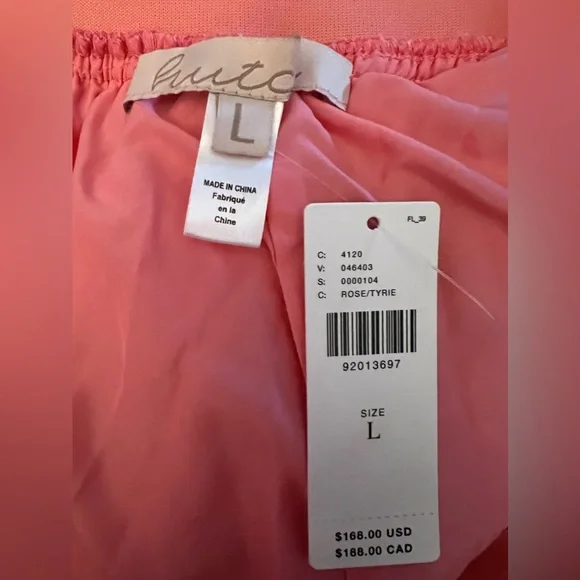 hutch
L
MADE IN CHINA
Fabriqué
en la
Chine
FL_39
C: 4120
V: 046403
S: 0000104
C: ROSE/TYRIE
92013697
SIZE
L
$168.00 USD
$188.00 CAD